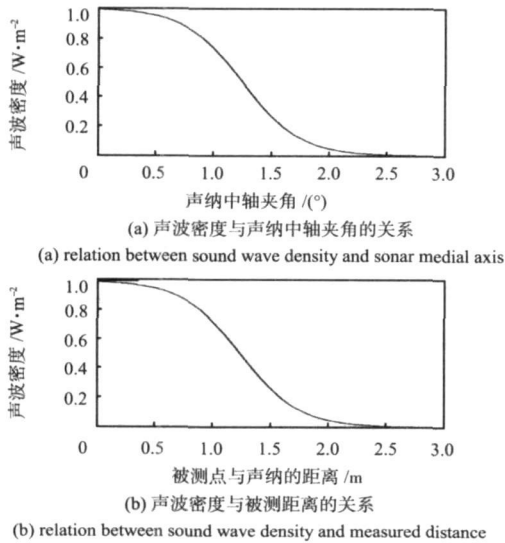 声波密度 /W·m⁻²
1.0
0.8
0.6
0.4
0.2
0 0.5 1.0 1.5 2.0 2.5 3.0
声纳中轴夹角 /(°)
(a) 声波密度与声纳中轴夹角的关系
(a) relation between sound wave density and sonar medial axis
声波密度 /W·m⁻²
1.0
0.8
0.6
0.4
0.2
0 0.5 1.0 1.5 2.0 2.5 3.0
被测点与声纳的距离 /m
(b) 声波密度与被测距离的关系
(b) relation between sound wave density and measured distance